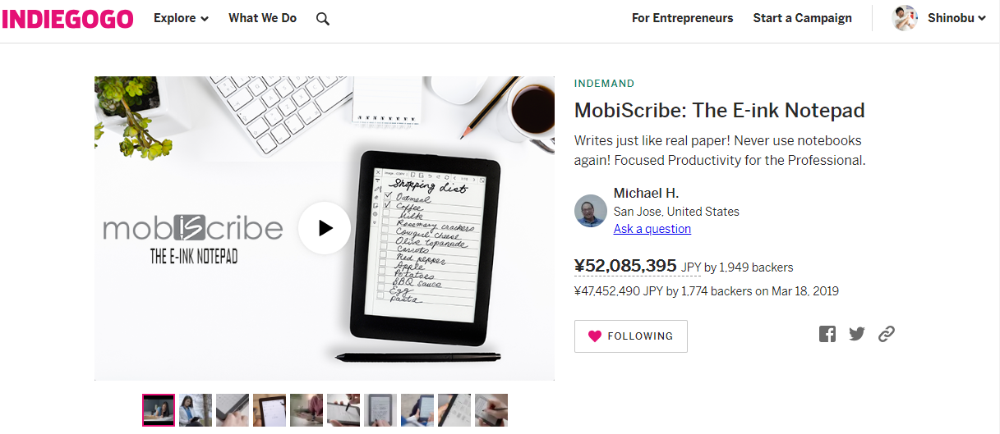 INDIEGOGO Explore What We Do For Entrepreneurs Start a Campaign Shinobu
INDEMAND
MobiScribe: The E-ink Notepad
Writes just like real paper! Never use notebooks
again! Focused Productivity for the Professional.
Michael H.
San Jose, United States
Ask a question
¥52,085,395 JPY by 1,949 backers
¥47,452,490 JPY by 1,774 backers on Mar 18, 2019
FOLLOWING
mobiscribe
THE E-INK NOTEPAD
Shopping List
Oatmeal
Coffee
Milk
Rosemary crackers
Cowgirl cheese
Olive topanade
Carrots
Red pepper
Apple
Potatoes
BBQ sauce
Egg
Pasta